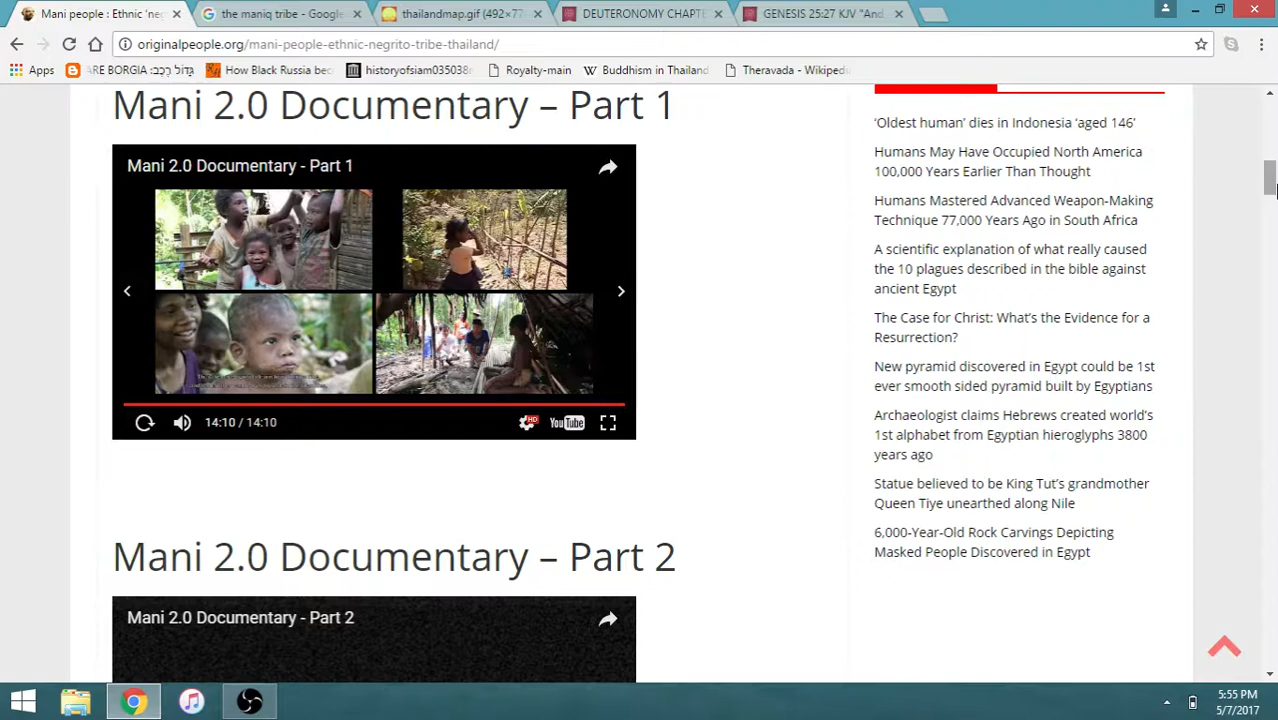 Mani people : Ethnic 'ne
the maniq tribe - Google
thailandmap.gif (492×77
DEUTERONOMY CHAPTE
GENESIS 25:27 KJV "And
originalpeople.org/mani-people-ethnic-negrito-tribe-thailand/
Apps
ARE BORGIA :גָּדוֹל רֶכֶב
How Black Russia bec
historyofsiam035038
Royalty-main
Buddhism in Thailand
Theravada - Wikiped
Mani 2.0 Documentary – Part 1
Mani 2.0 Documentary - Part 1
14:10 / 14:10
HD
YouTube
Mani 2.0 Documentary – Part 2
Mani 2.0 Documentary - Part 2
'Oldest human' dies in Indonesia 'aged 146'
Humans May Have Occupied North America
100,000 Years Earlier Than Thought
Humans Mastered Advanced Weapon-Making
Technique 77,000 Years Ago in South Africa
A scientific explanation of what really caused
the 10 plagues described in the bible against
ancient Egypt
The Case for Christ: What's the Evidence for a
Resurrection?
New pyramid discovered in Egypt could be 1st
ever smooth sided pyramid built by Egyptians
Archaeologist claims Hebrews created world's
1st alphabet from Egyptian hieroglyphs 3800
years ago
Statue believed to be King Tut's grandmother
Queen Tiye unearthed along Nile
6,000-Year-Old Rock Carvings Depicting
Masked People Discovered in Egypt
5:55 PM
5/7/2017